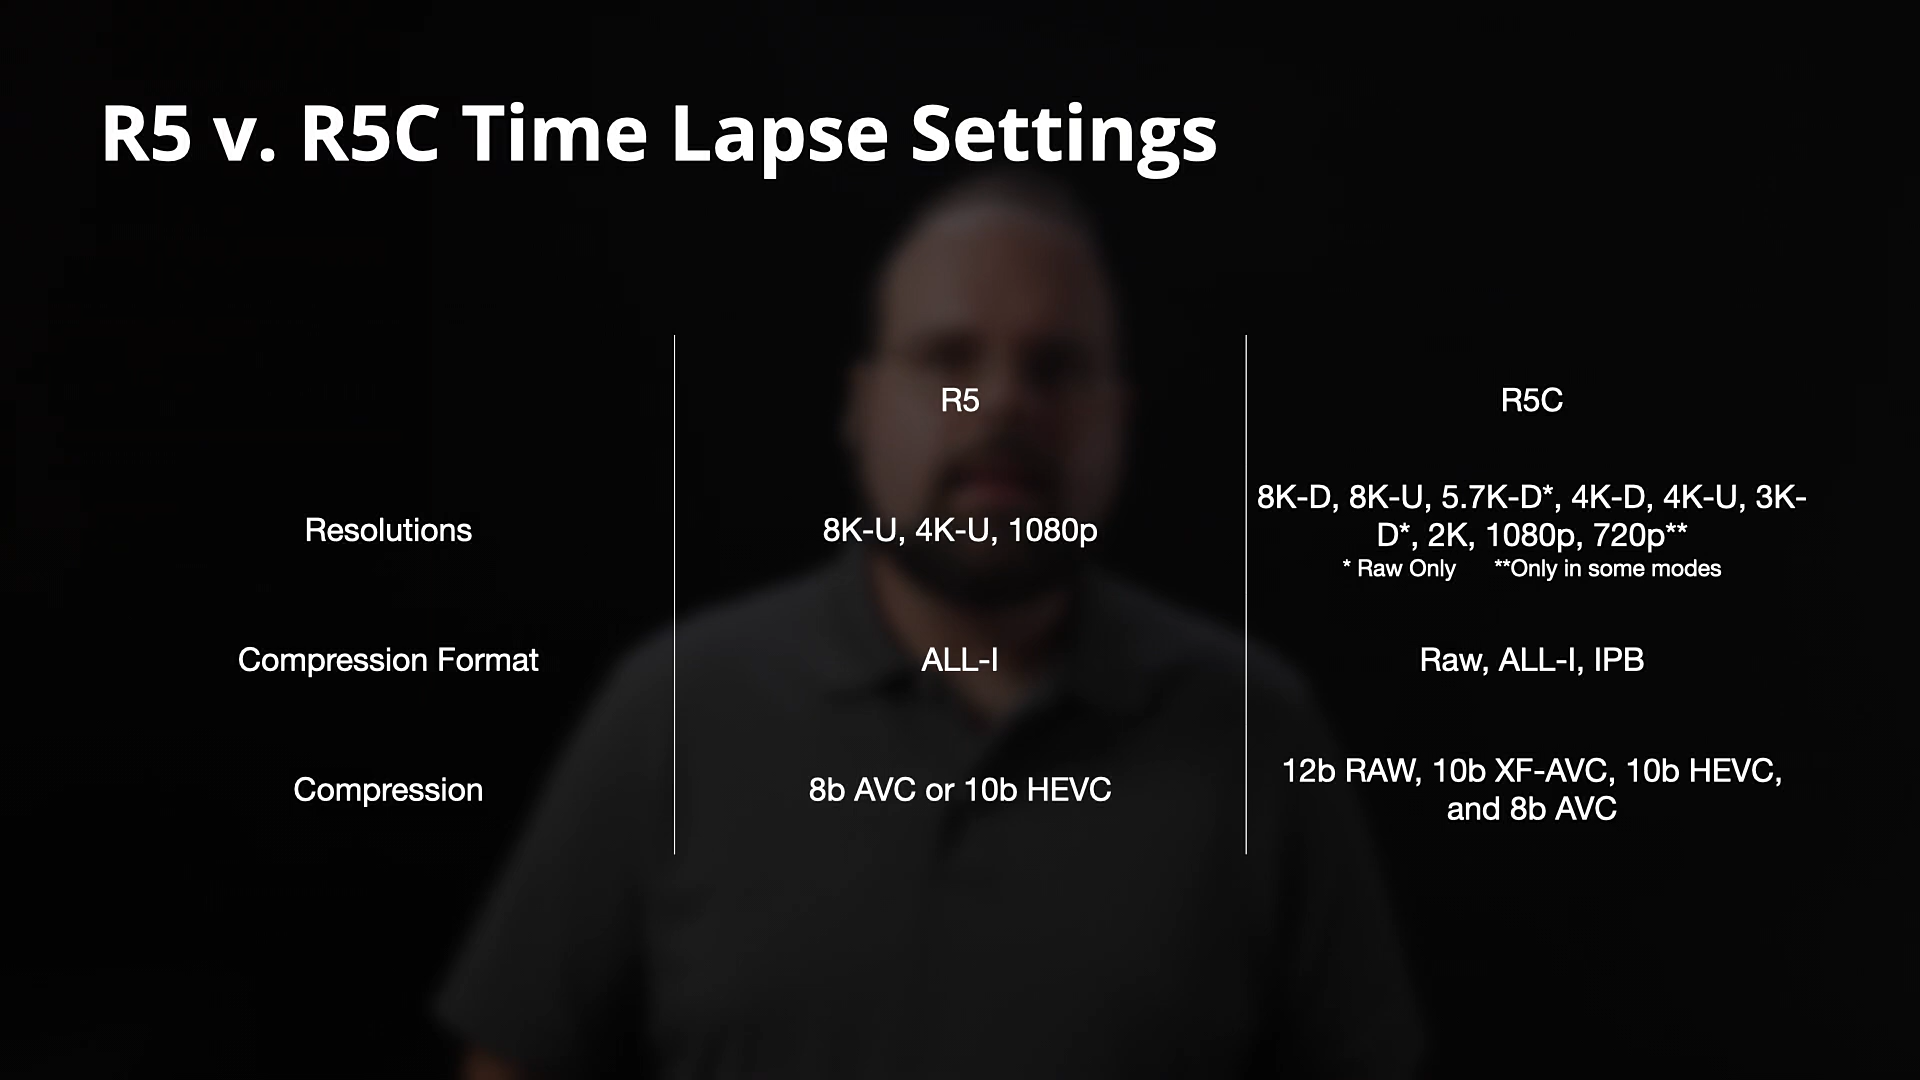 R5 v. R5C Time Lapse Settings
R5
R5C
Resolutions
8K-U, 4K-U, 1080p
8K-D, 8K-U, 5.7K-D*, 4K-D, 4K-U, 3K-
D*, 2K, 1080p, 720p**
* Raw Only **Only in some modes
Compression Format
ALL-I
Raw, ALL-I, IPB
Compression
8b AVC or 10b HEVC
12b RAW, 10b XF-AVC, 10b HEVC,
and 8b AVC